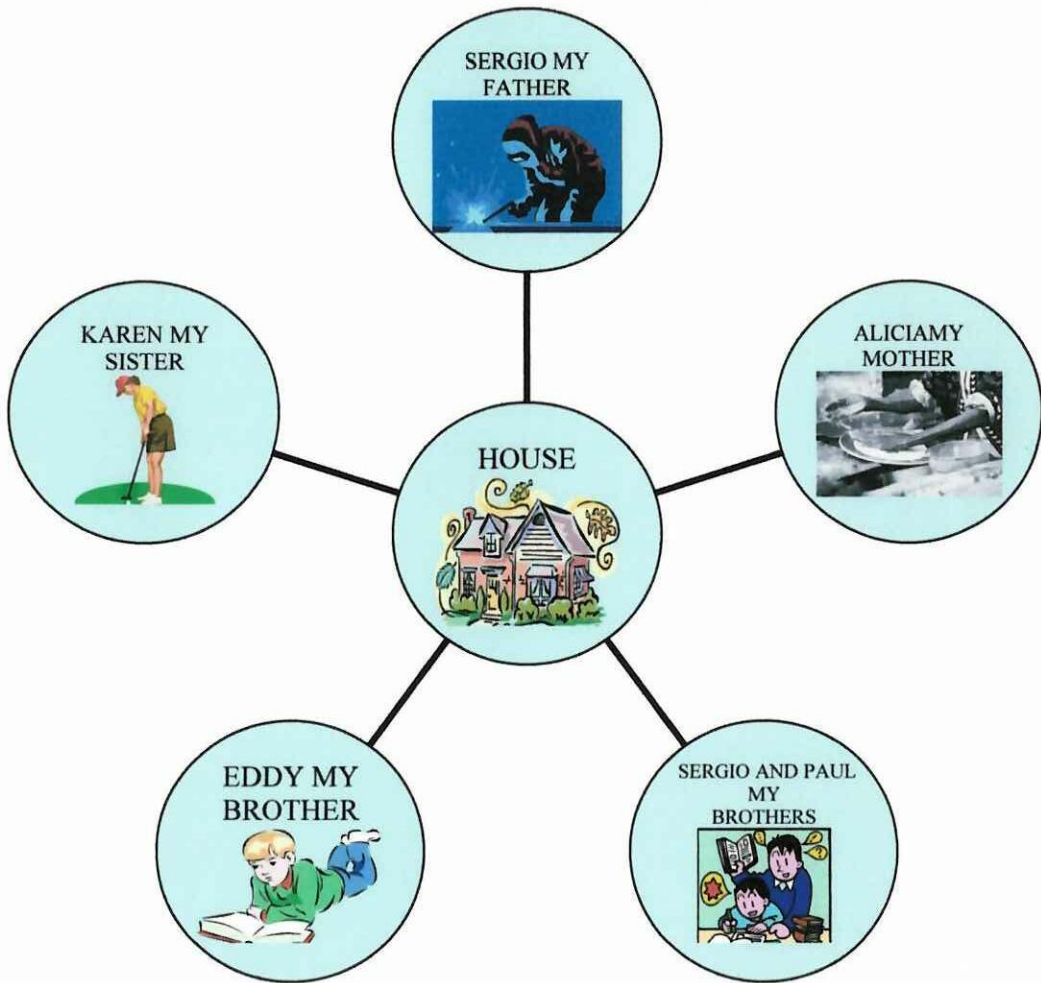 SERGIO MY
FATHER
KAREN MY
SISTER
ALICIAMY
MOTHER
HOUSE
EDDY MY
BROTHER
SERGIO AND PAUL
MY
BROTHERS